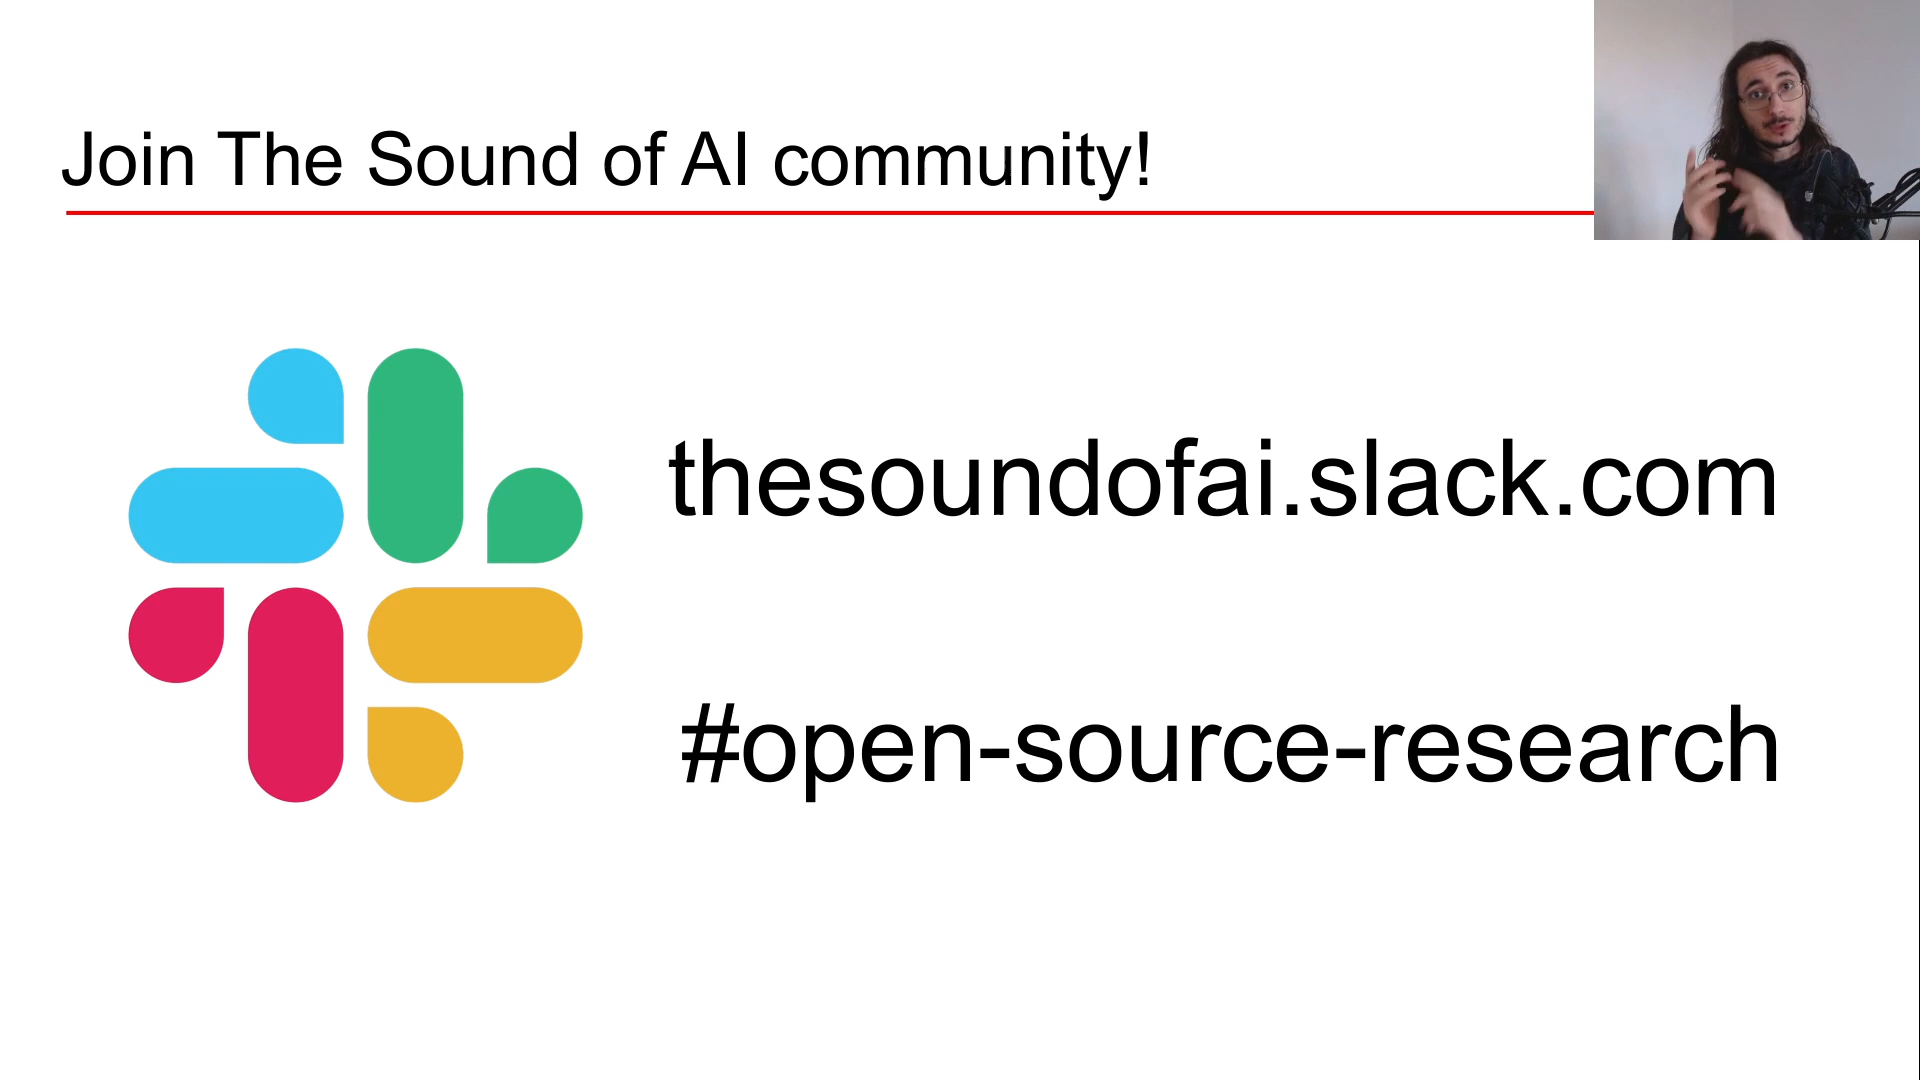 Join The Sound of AI community!
thesoundofai.slack.com
#open-source-research